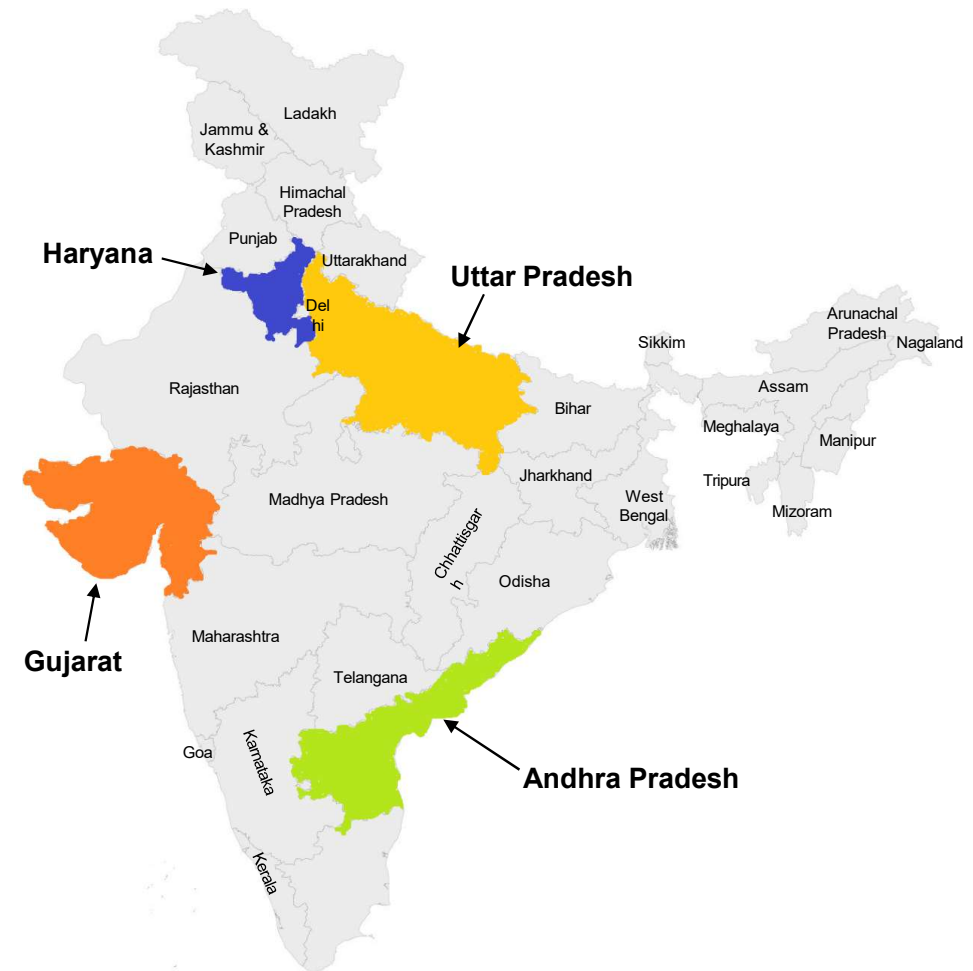 Ladakh
Jammu &
Kashmir
Himachal
Pradesh
Punjab
Haryana
Uttarakhand
Uttar Pradesh
Del
hi
Arunachal
Pradesh
Sikkim
Nagaland
Rajasthan
Assam
Bihar
Meghalaya
Manipur
Jharkhand
Tripura
Madhya Pradesh
West
Bengal
Mizoram
Chhattisgar
h
Odisha
Maharashtra
Gujarat
Telangana
Goa
Karnataka
Andhra Pradesh
Kerala